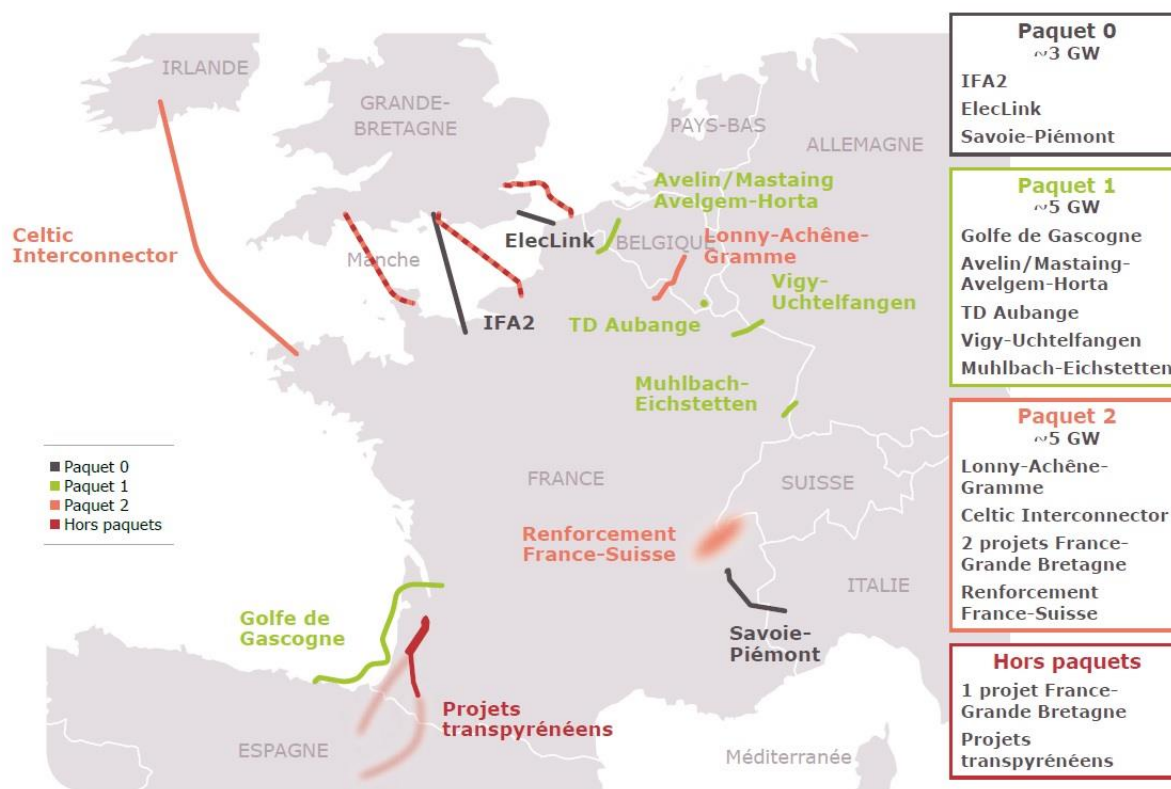 IRLANDE
GRANDE-
BRETAGNE
PAYS-BAS
ALLEMAGNE
Avelin/Mastaing
Avelgem-Horta
Celtic
Interconnector
Manche
ElecLink
BELGIQUE
Lonny-Achêne-
Gramme
Vigy-
Uchtelfangen
IFA2
TD Aubange
Muhlbach-
Eichstetten
Paquet 0
Paquet 1
Paquet 2
Hors paquets
FRANCE
SUISSE
Renforcement
France-Suisse
ITALIE
Golfe de
Gascogne
Savoie-
Piémont
Projets
transpyrénéens
ESPAGNE
Méditerranée
Paquet 0
~3 GW
IFA2
ElecLink
Savoie-Piémont
Paquet 1
~5 GW
Golfe de Gascogne
Avelin/Mastaing-
Avelgem-Horta
TD Aubange
Vigy-Uchtelfangen
Muhlbach-Eichstetten
Paquet 2
~5 GW
Lonny-Achêne-
Gramme
Celtic Interconnector
2 projets France-
Grande Bretagne
Renforcement
France-Suisse
Hors paquets
1 projet France-
Grande Bretagne
Projets
transpyrénéens